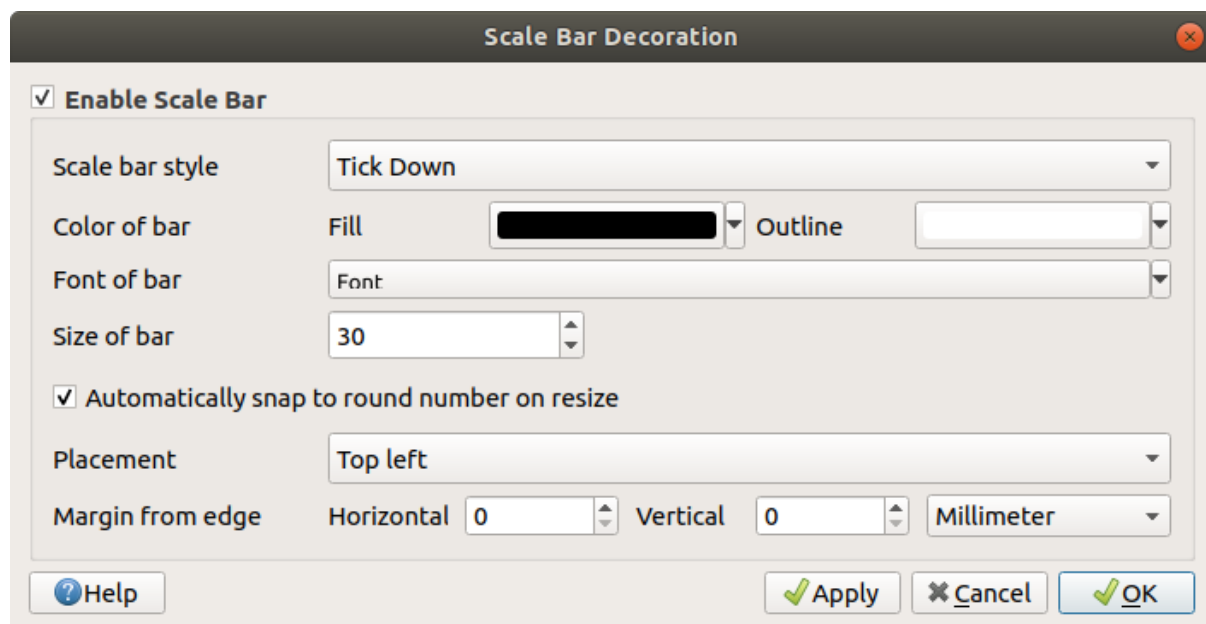 Scale Bar Decoration
Enable Scale Bar
Scale bar style Tick Down
Color of bar Fill Outline
Font of bar Font
Size of bar 30
Automatically snap to round number on resize
Placement Top left
Margin from edge Horizontal 0 Vertical 0 Millimeter
Help Apply Cancel OK